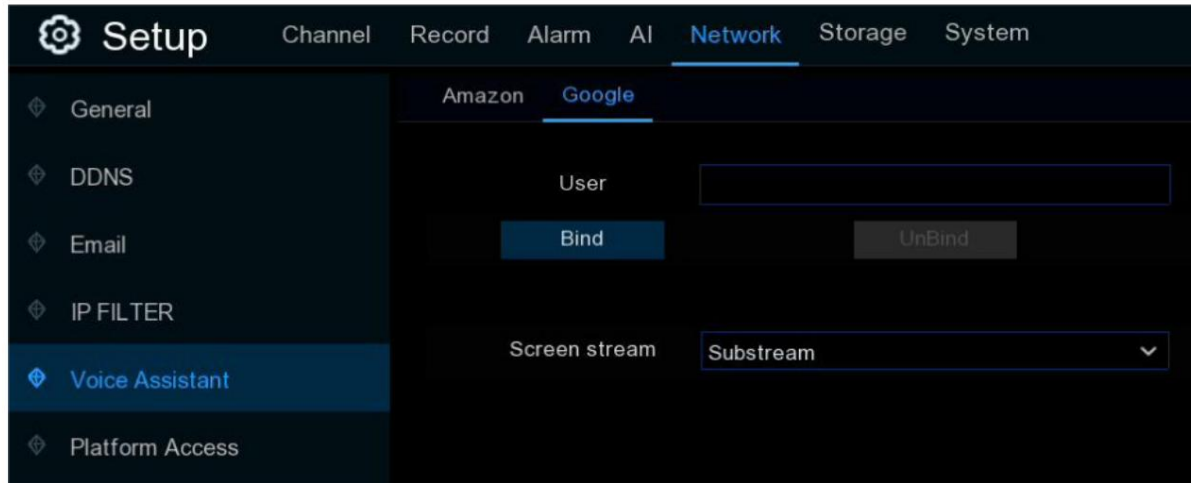 Setup Channel Record Alarm AI Network Storage System
Amazon Google
General
DDNS
Email
IP FILTER
Voice Assistant
Platform Access
User
Bind UnBind
Screen stream Substream